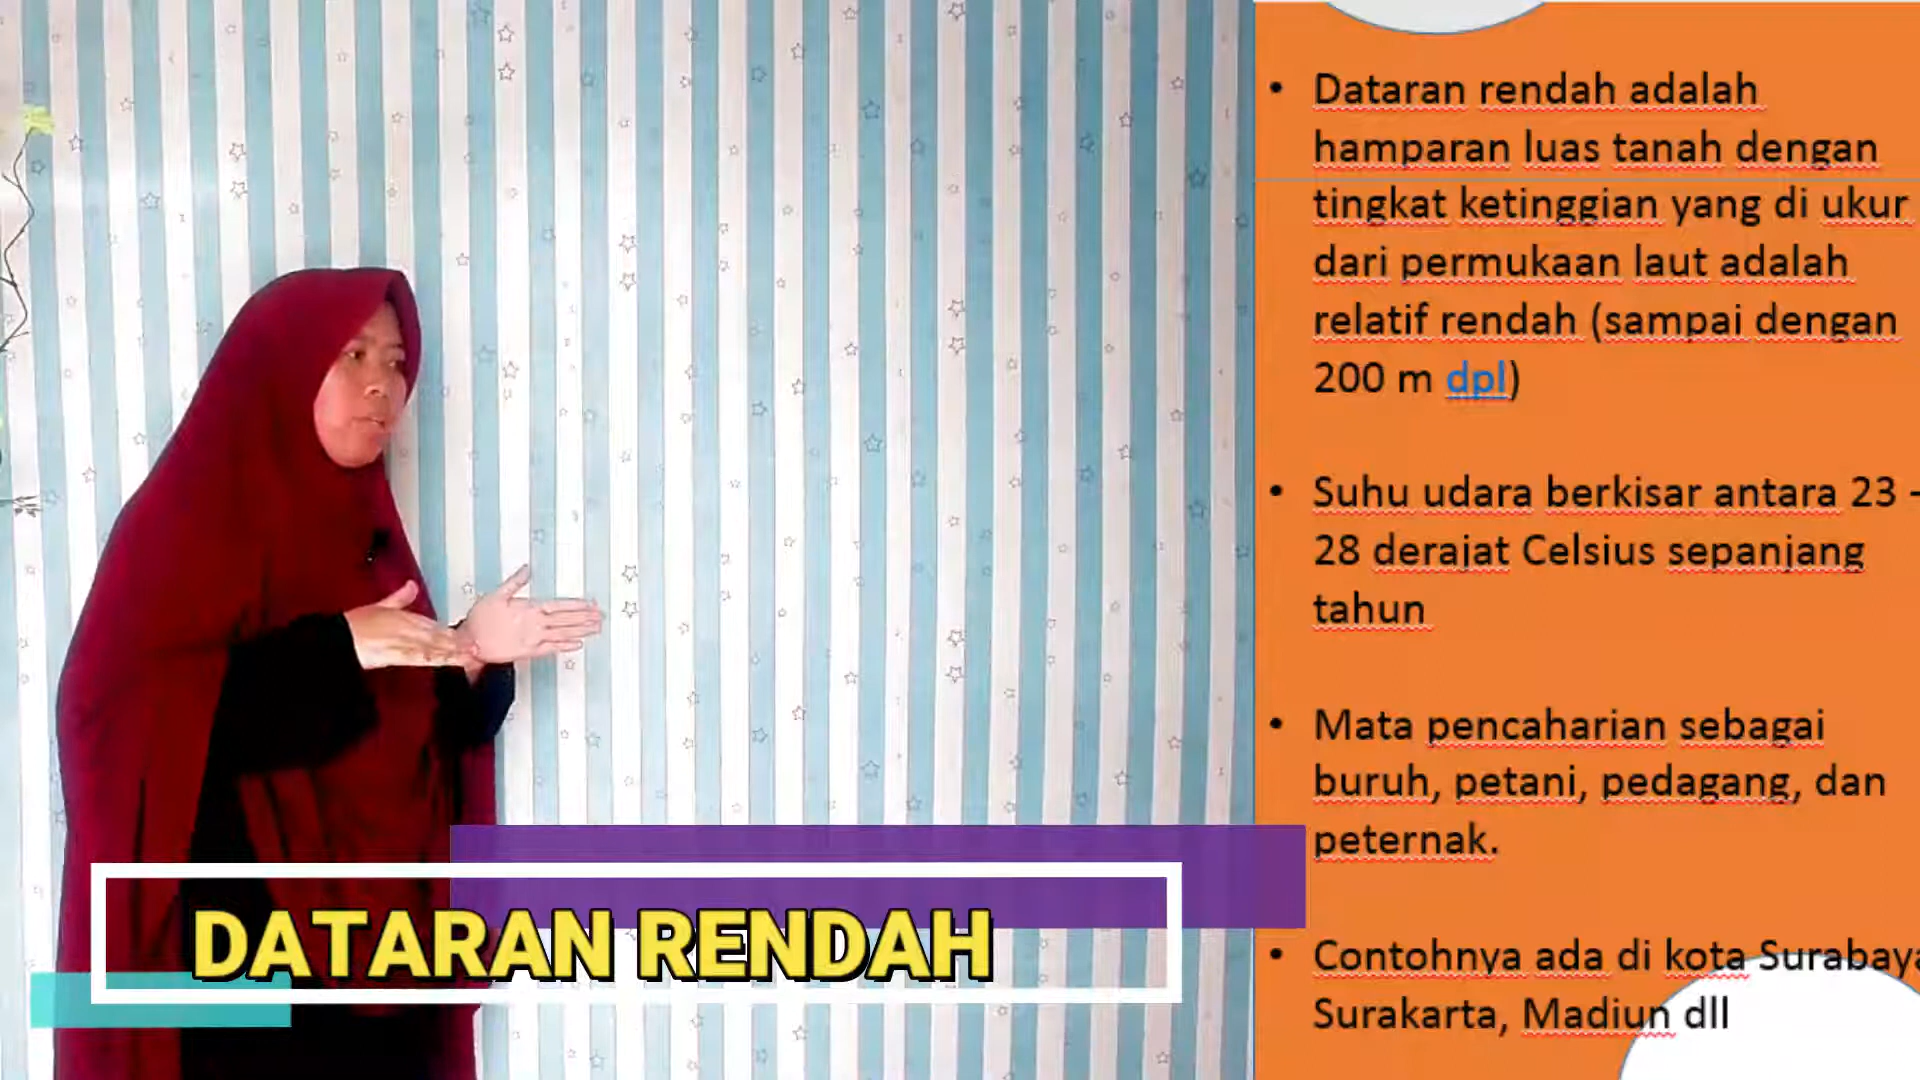 • Dataran rendah adalah
hamparan luas tanah dengan
tingkat ketinggian yang di ukur
dari permukaan laut adalah
relatif rendah (sampai dengan
200 m dpl)
• Suhu udara berkisar antara 23 -
28 derajat Celsius sepanjang
tahun
• Mata pencaharian sebagai
buruh, petani, pedagang, dan
peternak.
• Contohnya ada di kota Surabaya
Surakarta, Madiun dll
DATARAN RENDAH